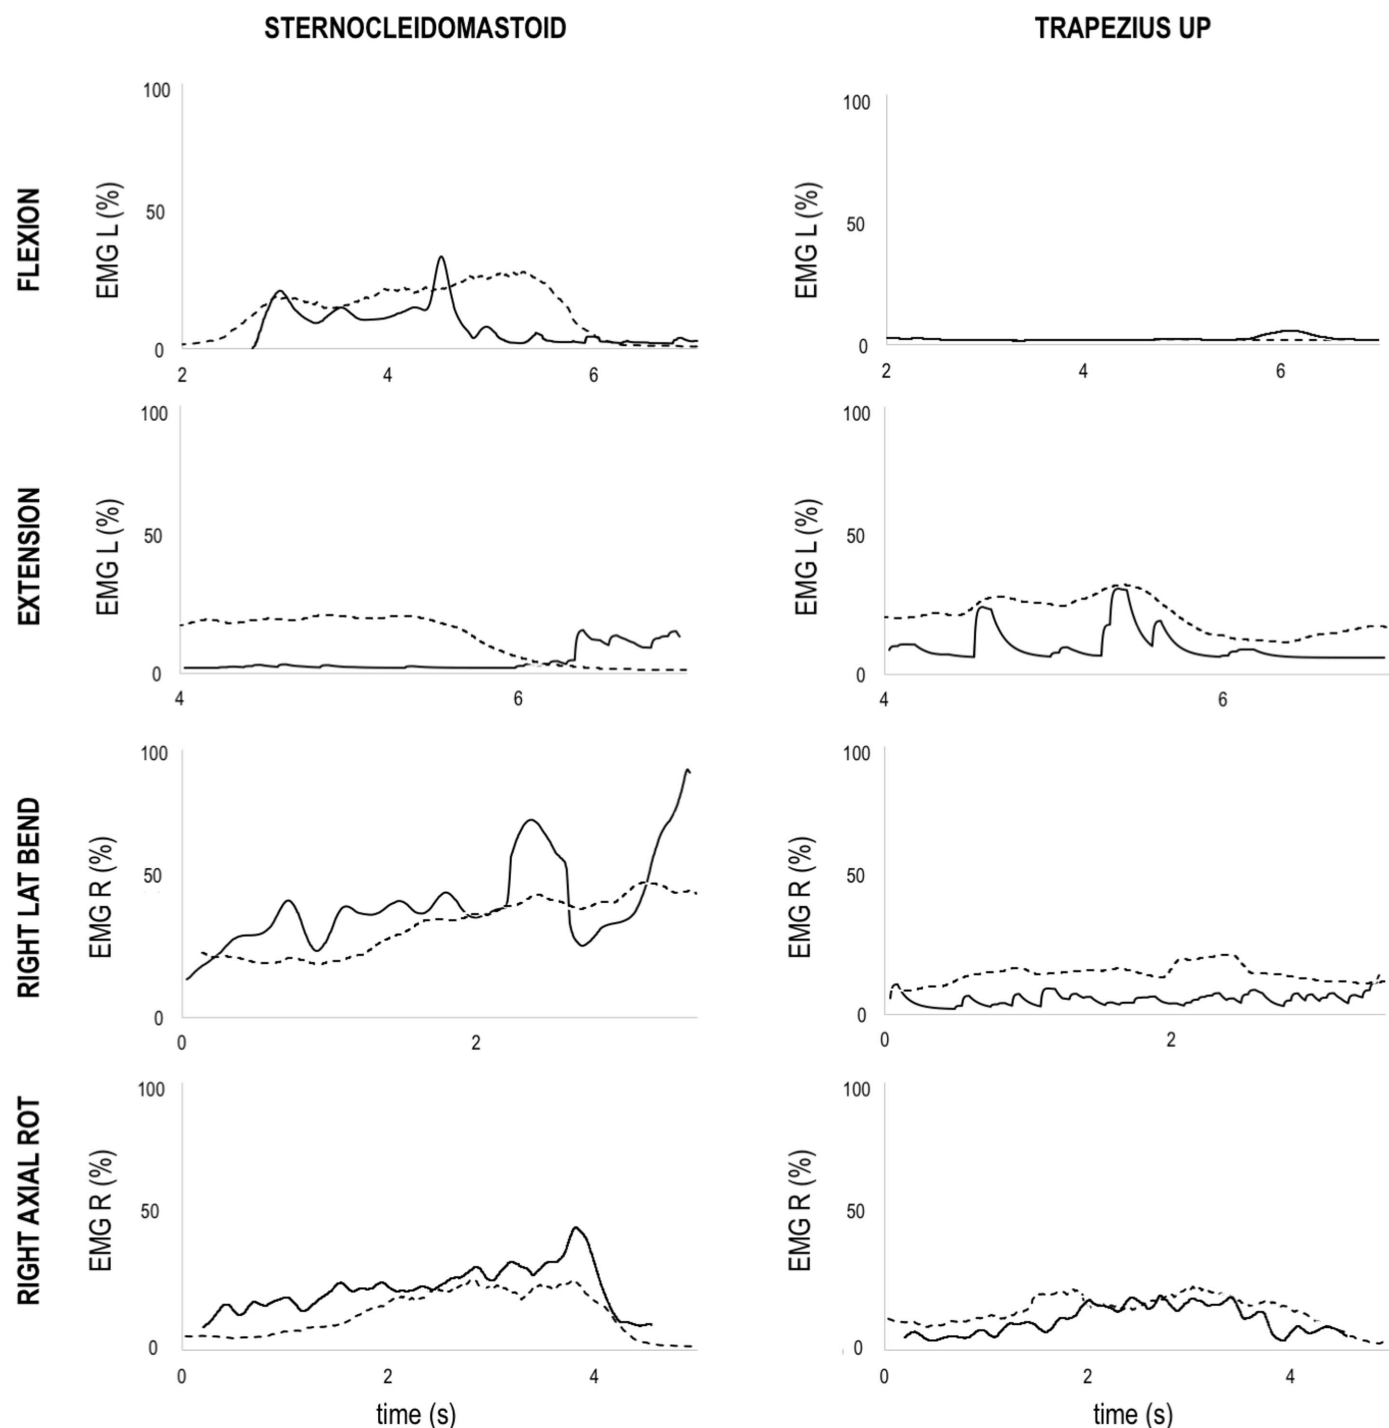 STERNOCLEIDOMASTOID
TRAPEZIUS UP
FLEXION
EMG L (%)
100
50
0
2
4
6
EMG L (%)
100
50
0
2
4
6
EXTENSION
EMG L (%)
100
50
0
4
6
EMG L (%)
100
50
0
4
6
RIGHT LAT BEND
EMG R (%)
100
50
0
0
2
EMG R (%)
100
50
0
0
2
RIGHT AXIAL ROT
EMG R (%)
100
50
0
0
2
4
time (s)
EMG R (%)
100
50
0
0
2
4
time (s)